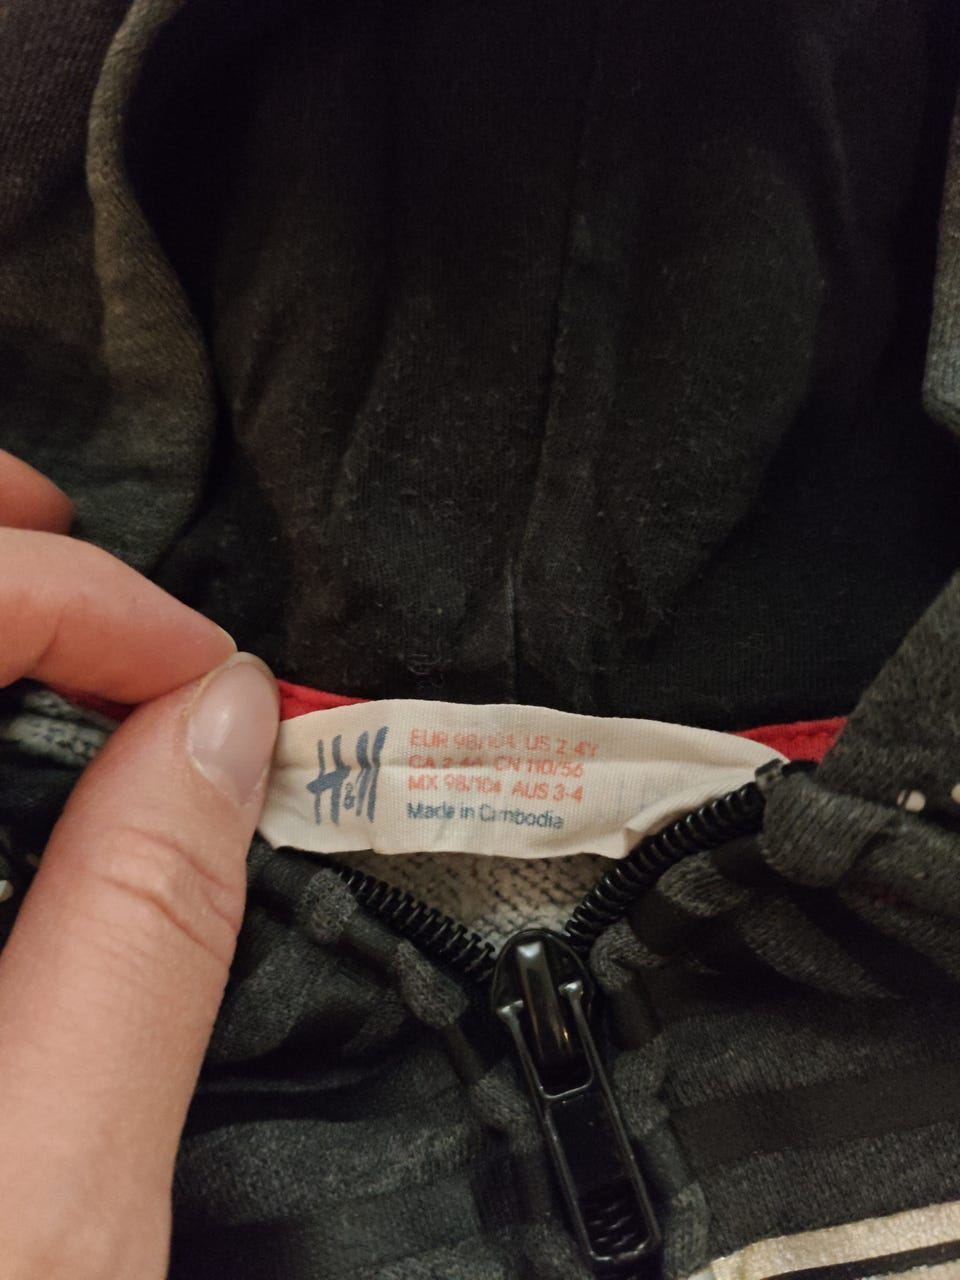 H&M
EUR 98/104 US 2-4Y
CA 2-4A CN 110/56
MX 98/104 AUS 3-4
Made in Cambodia